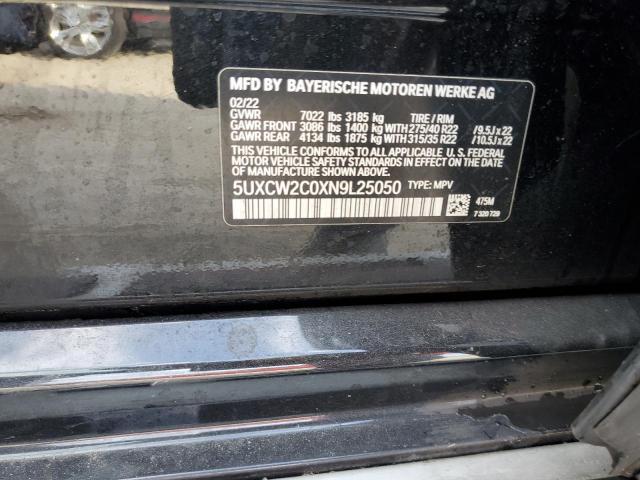 MFD BY BAYERISCHE MOTOREN WERKE AG
02/22
GVWR 7022 lbs 3185 kg TIRE / RIM
GAWR FRONT 3086 lbs 1400 kg WITH 275/40 R22 /9.5J x 22
GAWR REAR 4134 lbs 1875 kg WITH 315/35 R22 /10.5J x 22
THIS VEHICLE CONFORMS TO ALL APPLICABLE U.S. FEDERAL
MOTOR VEHICLE SAFETY STANDARDS IN EFFECT ON THE DATE
OF MANUFACTURE SHOWN ABOVE.
5UXCW2C0XN9L25050 TYPE: MPV
475M
7 320 729